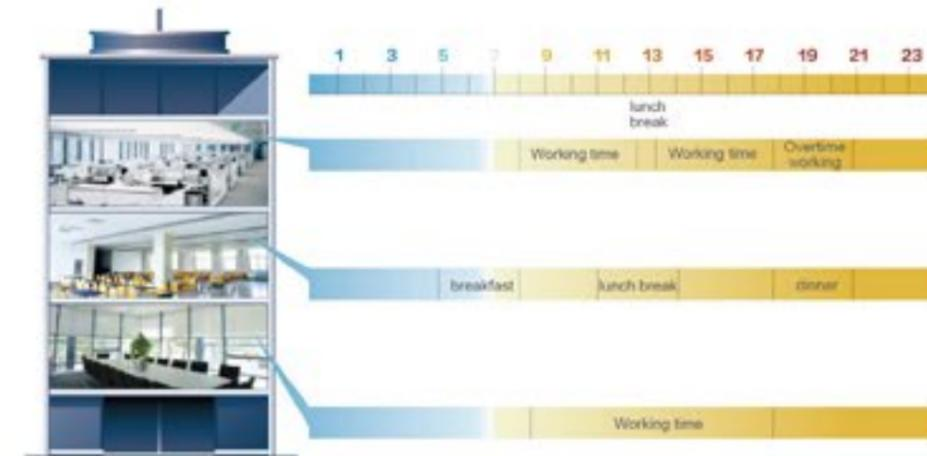 1 3 5 7 9 11 13 15 17 19 21 23
lunch
break
Working time Working time Overtime
working
breakfast lunch break dinner
Working time